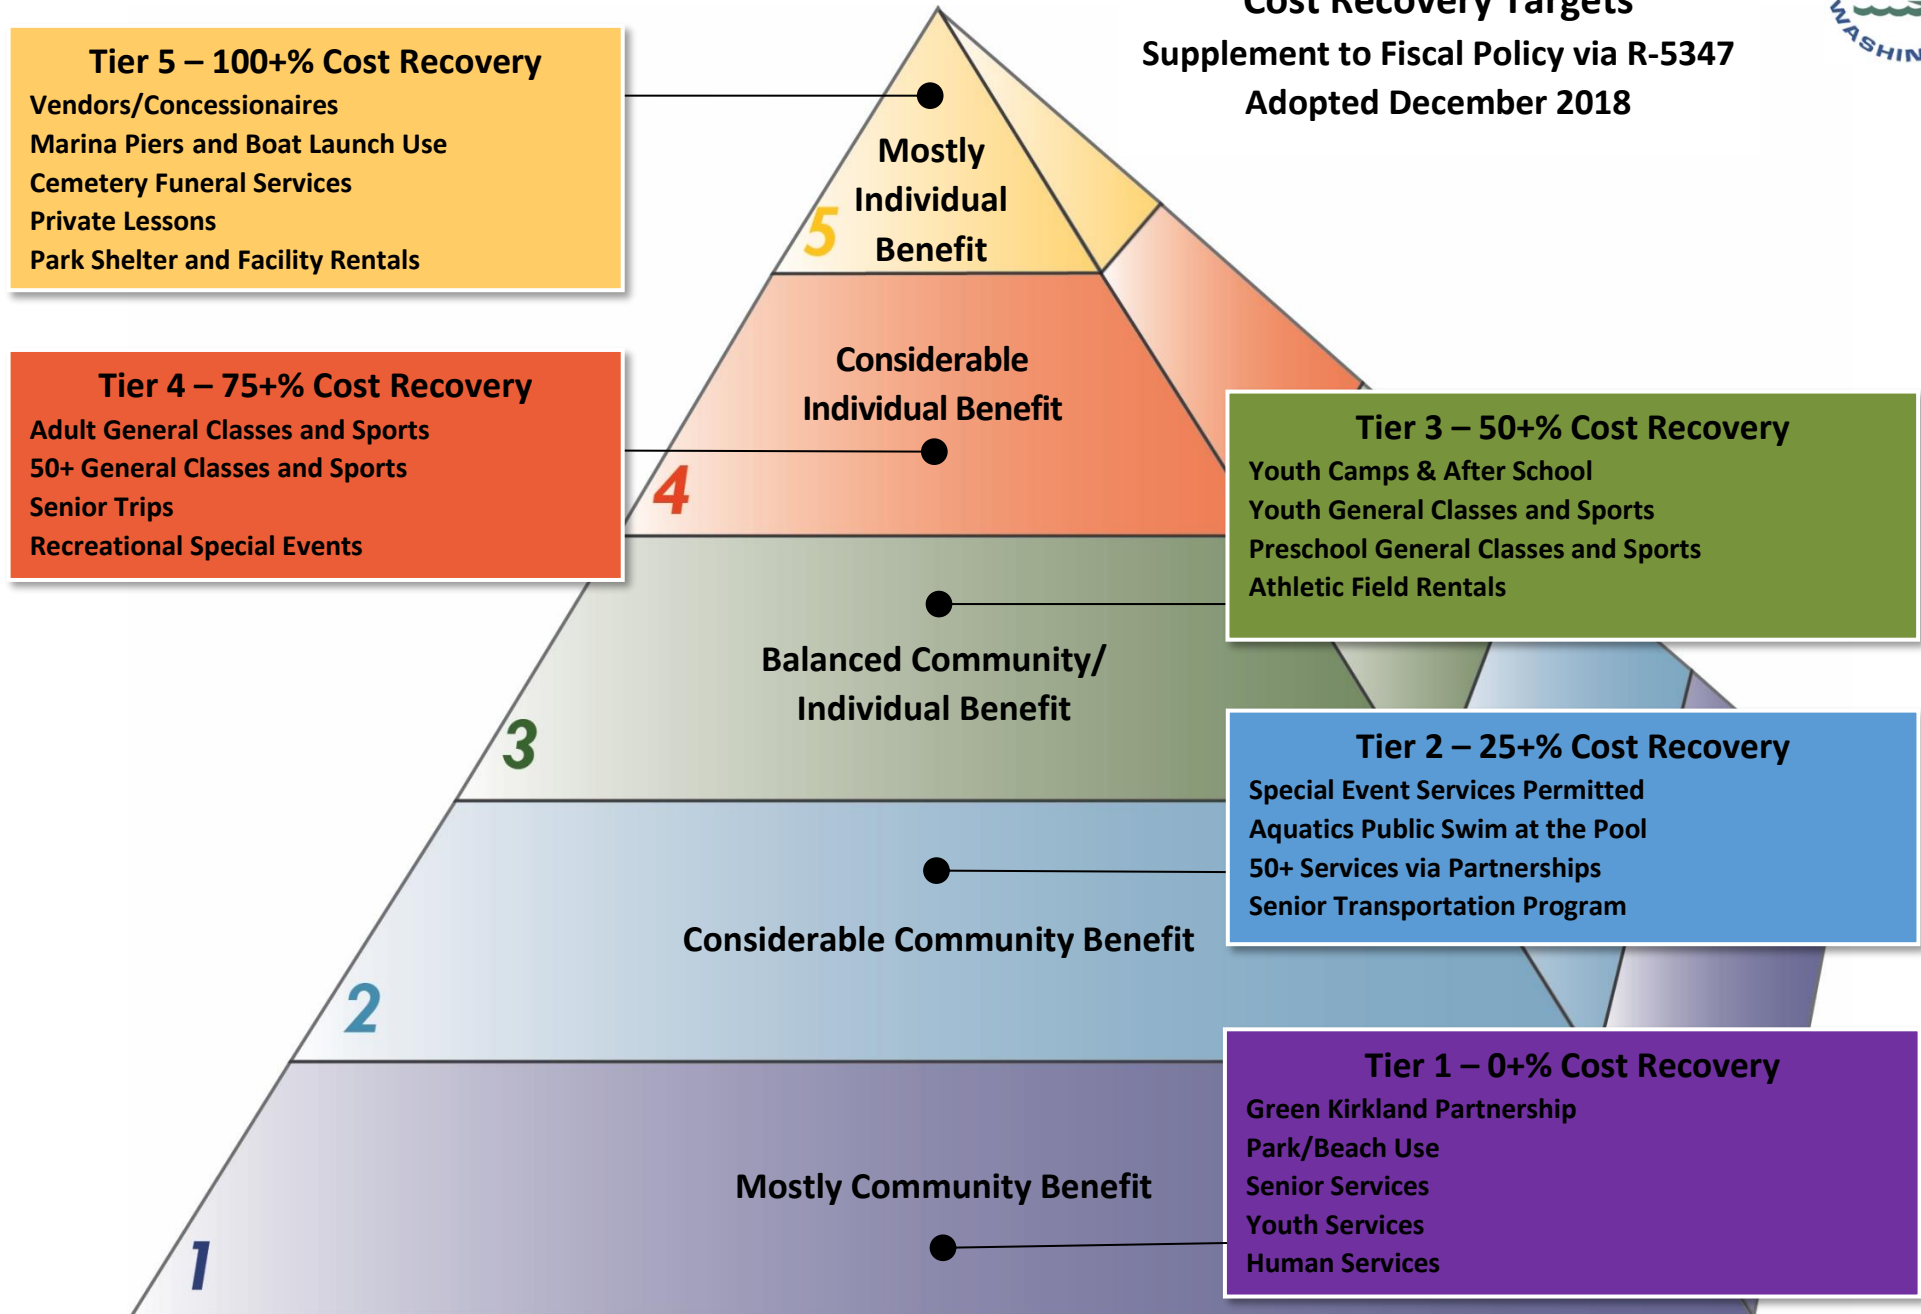 Cost Recovery Targets
Supplement to Fiscal Policy via R-5347
Adopted December 2018
Tier 5 – 100+% Cost Recovery
Vendors/Concessionaires
Marina Piers and Boat Launch Use
Cemetery Funeral Services
Private Lessons
Park Shelter and Facility Rentals
Mostly
Individual
Benefit
5
Tier 4 – 75+% Cost Recovery
Adult General Classes and Sports
50+ General Classes and Sports
Senior Trips
Recreational Special Events
Considerable
Individual Benefit
4
Tier 3 – 50+% Cost Recovery
Youth Camps & After School
Youth General Classes and Sports
Preschool General Classes and Sports
Athletic Field Rentals
Balanced Community/
Individual Benefit
3
Tier 2 – 25+% Cost Recovery
Special Event Services Permitted
Aquatics Public Swim at the Pool
50+ Services via Partnerships
Senior Transportation Program
Considerable Community Benefit
2
Tier 1 – 0+% Cost Recovery
Green Kirkland Partnership
Park/Beach Use
Senior Services
Youth Services
Human Services
Mostly Community Benefit
1